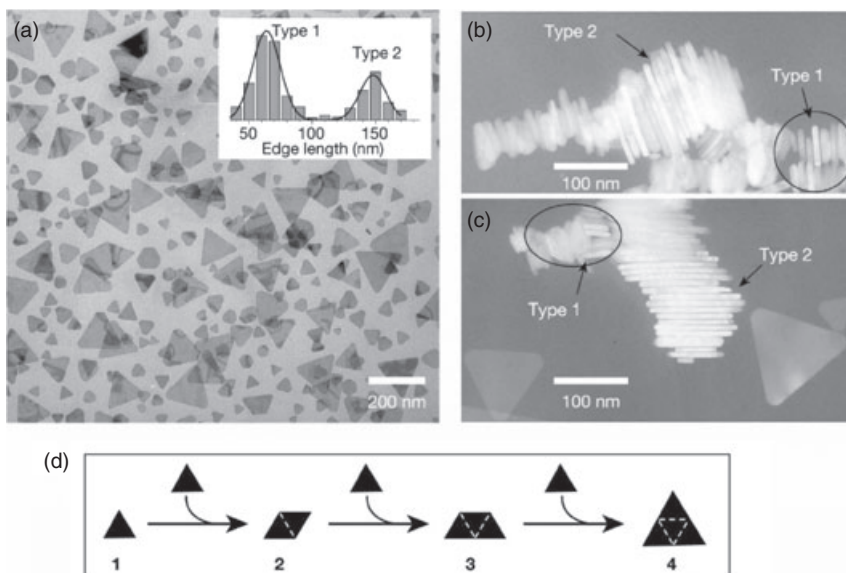 (a)
Type 1
Type 2
50 100 150
Edge length (nm)
200 nm
(b)
Type 2
Type 1
100 nm
(c)
Type 1
Type 2
100 nm
(d)
1 2 3 4